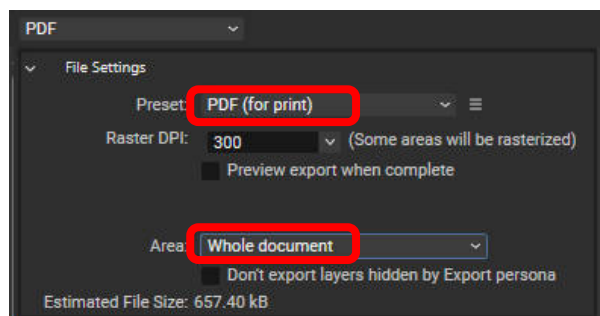 PDF
File Settings
Preset: PDF (for print)
Raster DPI: 300 (Some areas will be rasterized)
Preview export when complete
Area: Whole document
Don't export layers hidden by Export persona
Estimated File Size: 657.40 kB